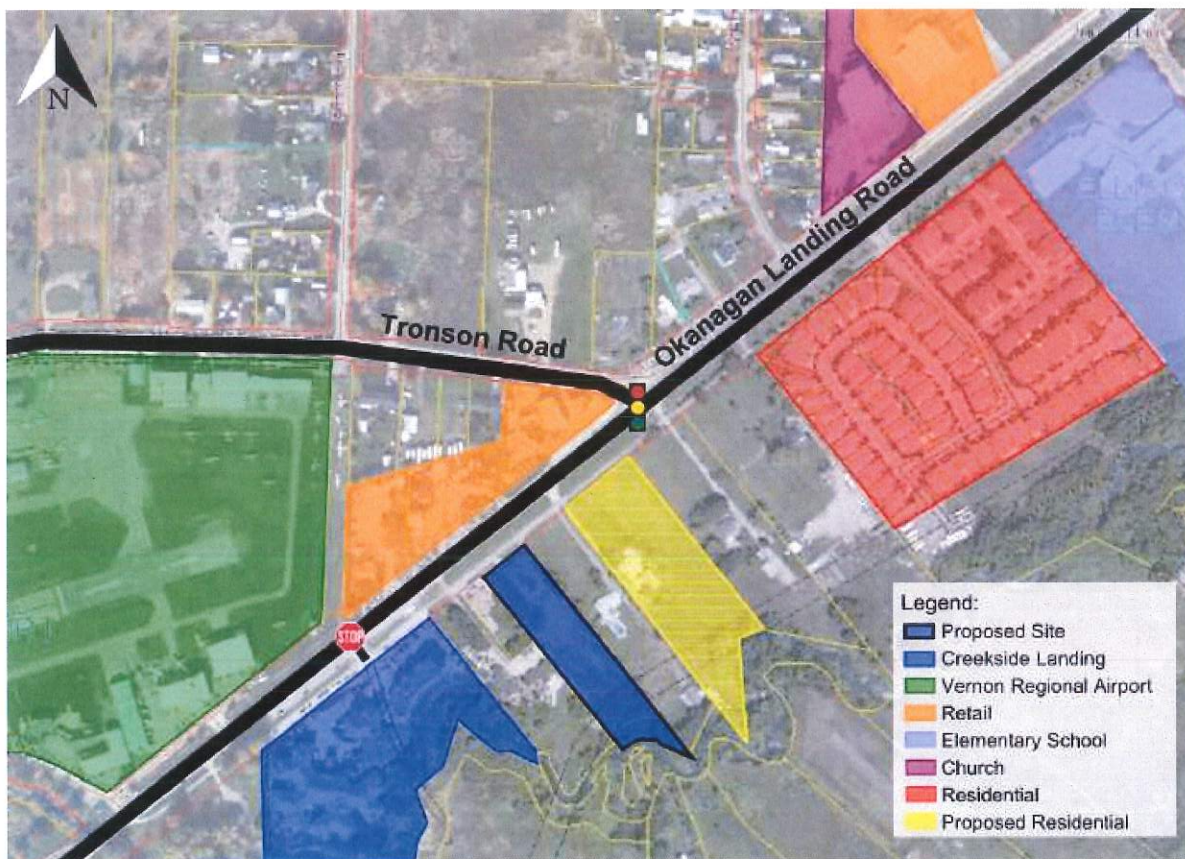 N
Okanagan Landing Road
Tronson Road
STOP
Legend:
Proposed Site
Creekside Landing
Vernon Regional Airport
Retail
Elementary School
Church
Residential
Proposed Residential